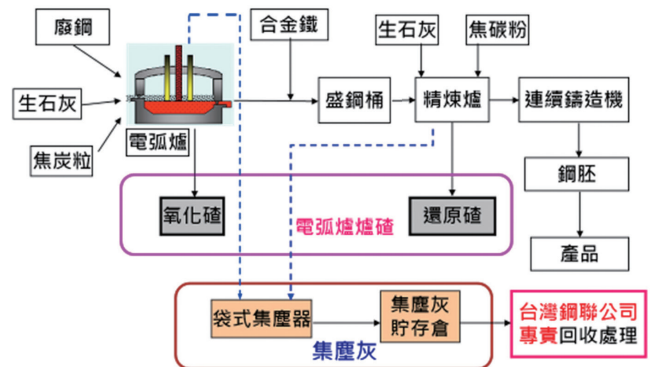 廢鋼
合金鐵
生石灰
焦碳粉
生石灰
盛鋼桶
精煉爐
連續鑄造機
焦炭粒
電弧爐
鋼胚
氧化碴
還原碴
電弧爐爐碴
產品
袋式集塵器
集塵灰
貯存倉
台灣鋼聯公司
專責回收處理
集塵灰